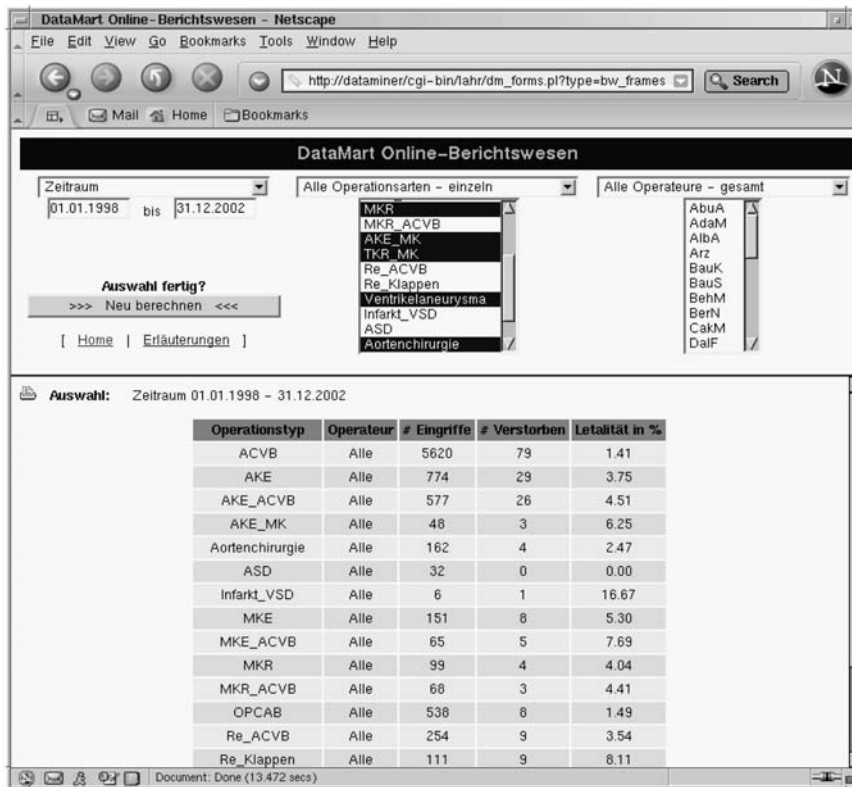 DataMart Online-Berichtswesen - Netscape
File Edit View Go Bookmarks Tools Window Help
http://dataminer/cgi-bin/lahr/dm_forms.pl?type=bw_frames Search N
Mail Home Bookmarks
DataMart Online-Berichtswesen
Zeitraum Alle Operationsarten - einzeln Alle Operateure - gesamt
01.01.1998 bis 31.12.2002
MKR
MKR_ACVB
AKE_MK
TKR_MK
Re_ACVB
Re_Klappen
Ventrikelaneurysma
Infarkt_VSD
ASD
Aortenchirurgie
AbuA
AdaM
AlbA
Arz
BauK
BauS
BehM
BerN
CakM
DalF
Auswahl fertig?
>>> Neu berechnen <<<
[ Home | Erläuterungen ]
Auswahl: Zeitraum 01.01.1998 - 31.12.2002
Operationstyp Operateur # Eingriffe # Verstorben Letalität in %
ACVB Alle 5620 79 1.41
AKE Alle 774 29 3.75
AKE_ACVB Alle 577 26 4.51
AKE_MK Alle 48 3 6.25
Aortenchirurgie Alle 162 4 2.47
ASD Alle 32 0 0.00
Infarkt_VSD Alle 6 1 16.67
MKE Alle 151 8 5.30
MKE_ACVB Alle 65 5 7.69
MKR Alle 99 4 4.04
MKR_ACVB Alle 68 3 4.41
OPCAB Alle 538 8 1.49
Re_ACVB Alle 254 9 3.54
Re_Klappen Alle 111 9 8.11
Document: Done (13.472 secs)